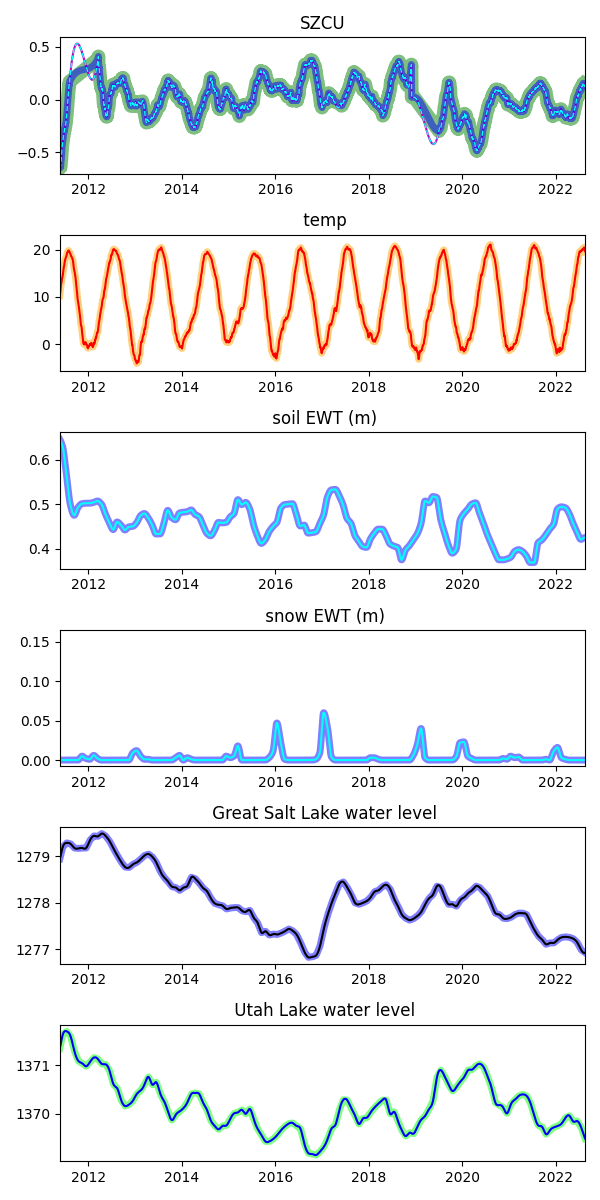 SZCU
0.5
0.0
−0.5
2012 2014 2016 2018 2020 2022
temp
20
10
0
2012 2014 2016 2018 2020 2022
soil EWT (m)
0.6
0.5
0.4
2012 2014 2016 2018 2020 2022
snow EWT (m)
0.15
0.10
0.05
0.00
2012 2014 2016 2018 2020 2022
Great Salt Lake water level
1279
1278
1277
2012 2014 2016 2018 2020 2022
Utah Lake water level
1371
1370
2012 2014 2016 2018 2020 2022